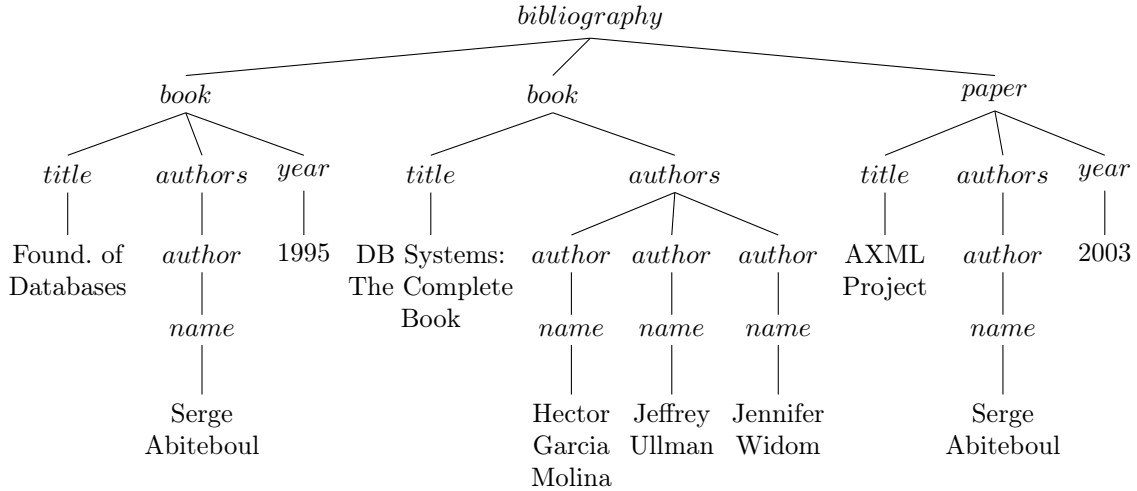 bibliography
book book paper
title authors year title authors title authors year
Found. of author 1995 DB Systems: author author author AXML author 2003
Databases The Complete Project
Book
name name name name name
Serge Hector Jeffrey Jennifer Serge
Abiteboul Garcia Ullman Widom Abiteboul
Molina